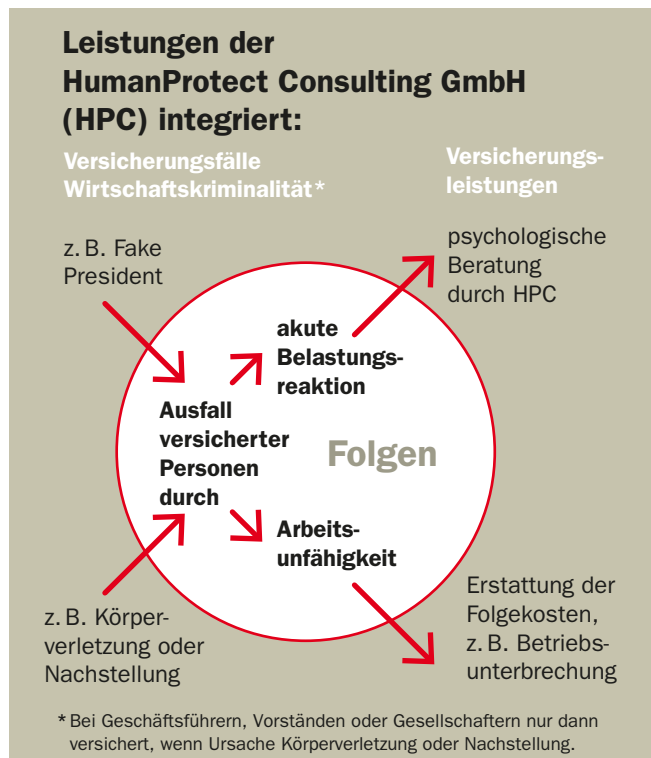 Leistungen der
HumanProtect Consulting GmbH
(HPC) integriert:
Versicherungsfälle
Wirtschaftskriminalität*
Versicherungs-
leistungen
z. B. Fake
President
psychologische
Beratung
durch HPC
akute
Belastungs-
reaktion
Ausfall
versicherter
Personen
durch
Folgen
Arbeits-
unfähigkeit
z. B. Körper-
verletzung oder
Nachstellung
Erstattung der
Folgekosten,
z. B. Betriebs-
unterbrechung
* Bei Geschäftsführern, Vorständen oder Gesellschaftern nur dann
versichert, wenn Ursache Körperverletzung oder Nachstellung.